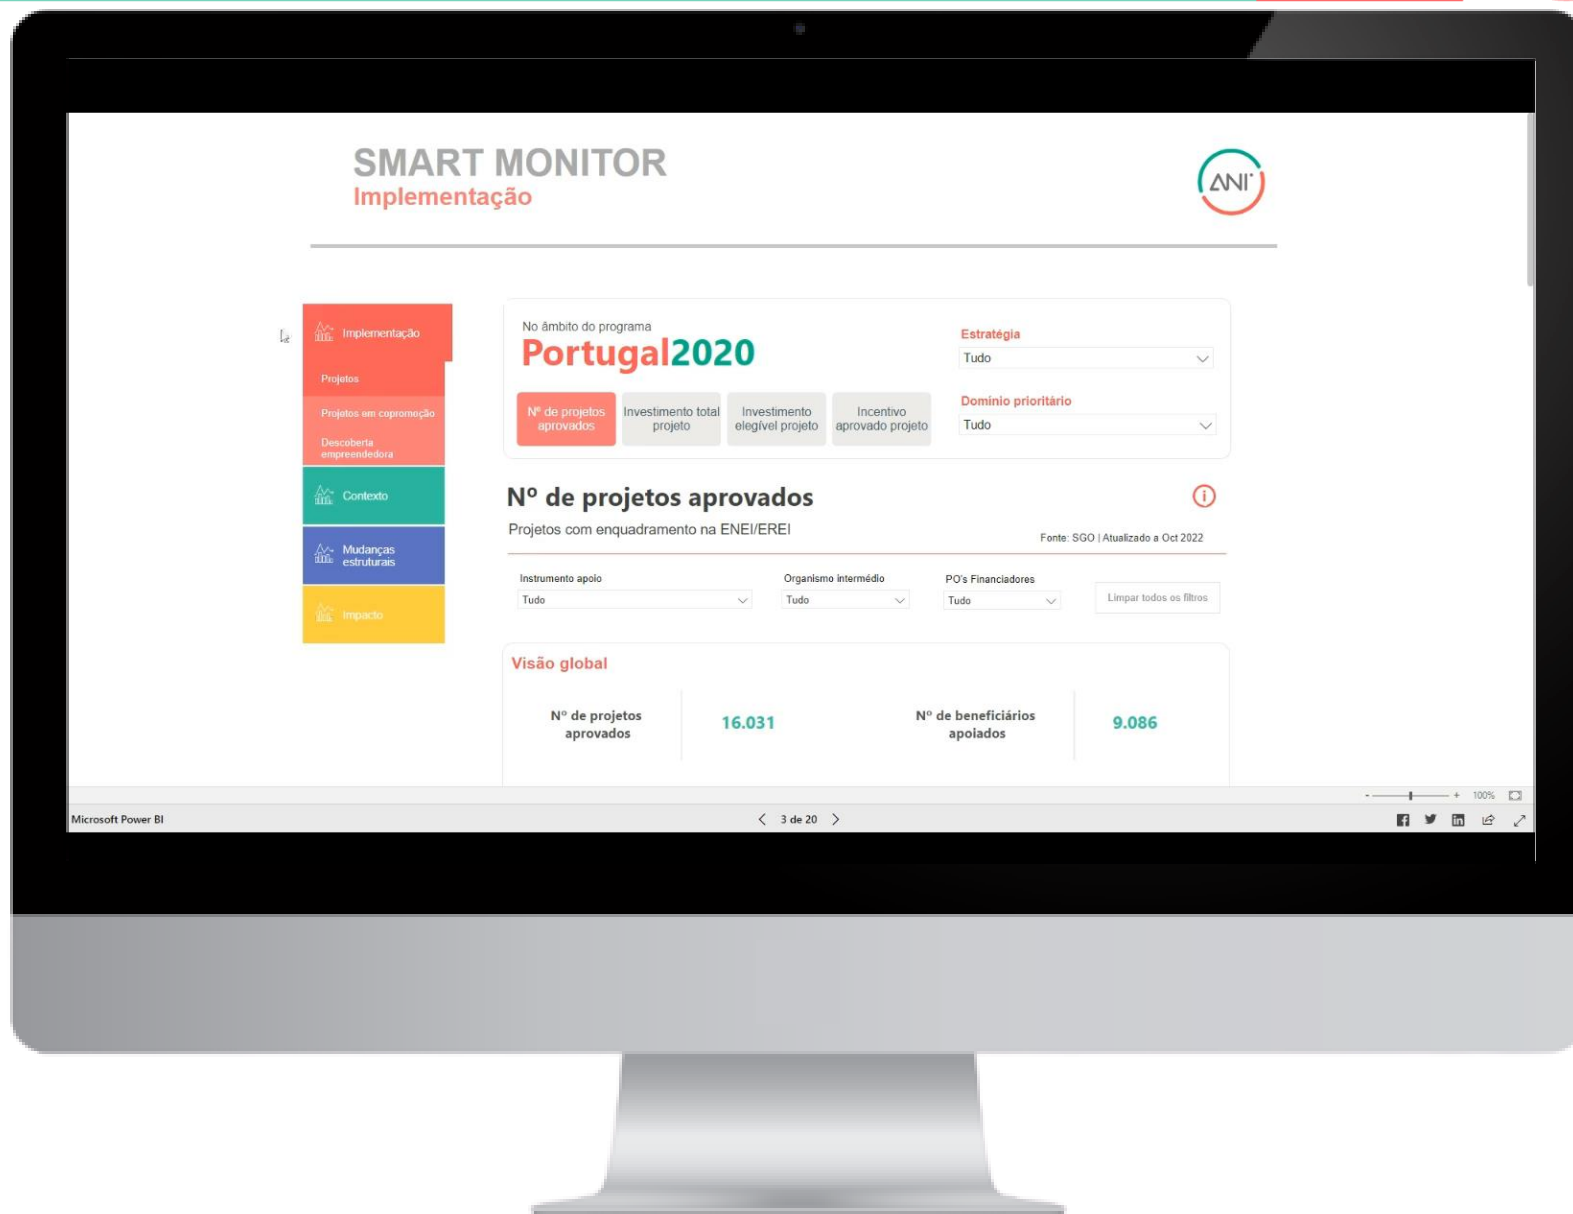 SMART MONITOR
Implementação
ANI
Implementação
Projetos
Projetos em copromoção
Descoberta
empreendedora
Contexto
Mudanças
estruturais
Impacto
No âmbito do programa
Portugal2020
Nº de projetos
aprovados
Investimento total
projeto
Investimento
elegível projeto
Incentivo
aprovado projeto
Estratégia
Tudo
Domínio prioritário
Tudo
Nº de projetos aprovados
Projetos com enquadramento na ENEI/EREI
Fonte: SGO | Atualizado a Oct 2022
Instrumento apoio
Tudo
Organismo intermédio
Tudo
PO's Financiadores
Tudo
Limpar todos os filtros
Visão global
Nº de projetos
aprovados
16.031
Nº de beneficiários
apoiados
9.086
- + 100%
Microsoft Power BI
3 de 20